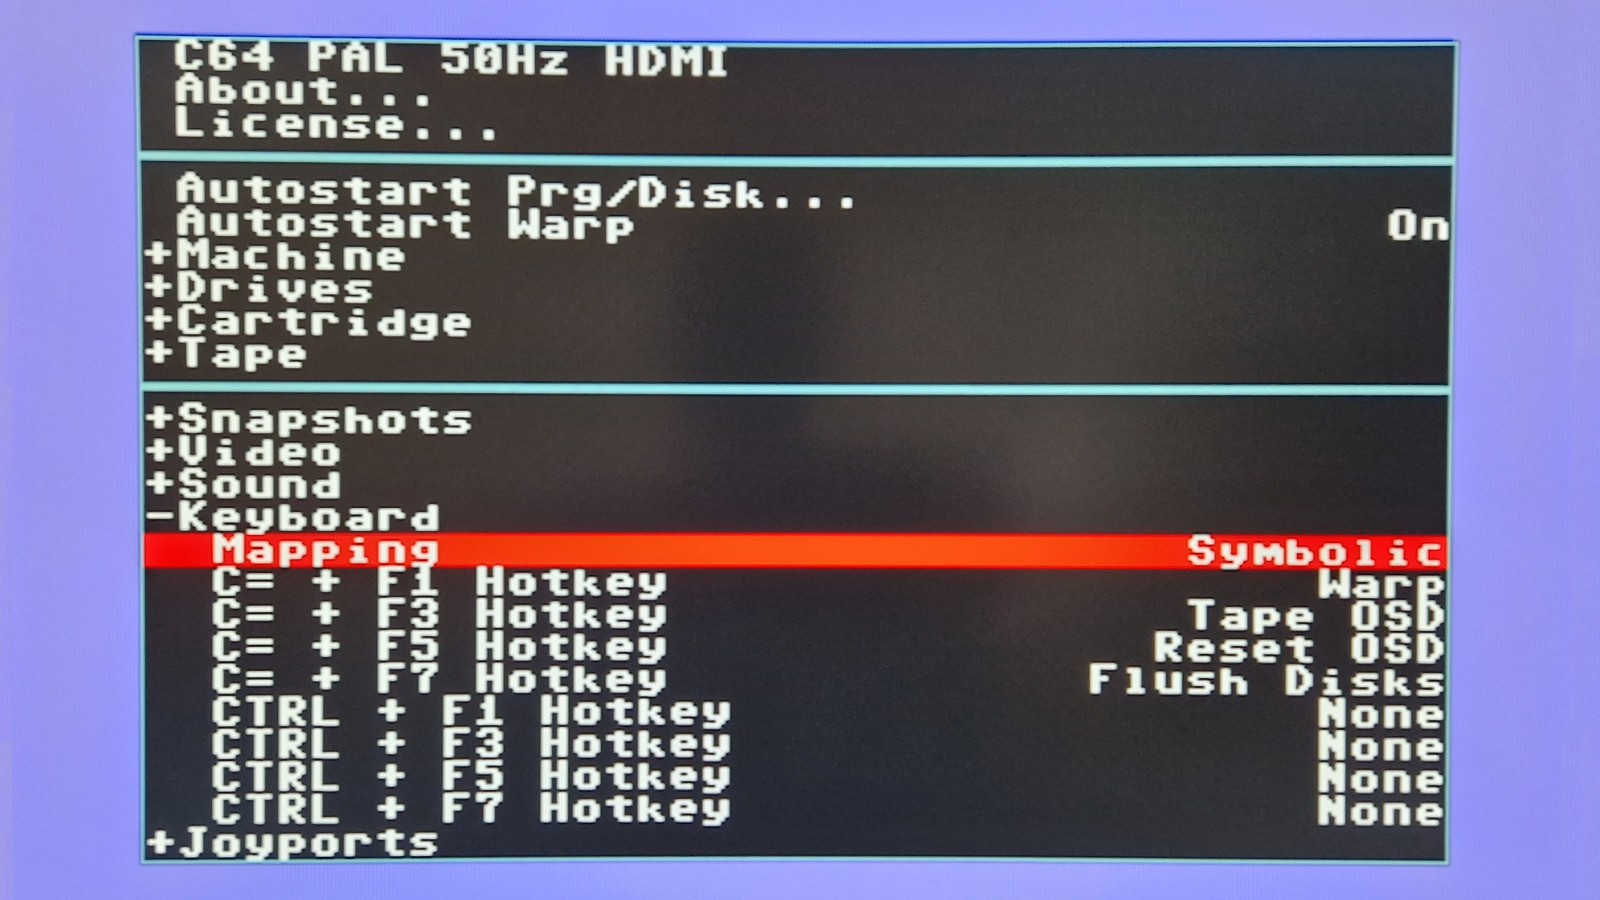 C64 PAL 50Hz HDMI
About...
License...
Autostart Prg/Disk...
Autostart Warp On
+Machine
+Drives
+Cartridge
+Tape
+Snapshots
+Video
+Sound
-Keyboard
Mapping Symbolic
C= + F1 Hotkey Warp
C= + F3 Hotkey Tape OSD
C= + F5 Hotkey Reset OSD
C= + F7 Hotkey Flush Disks
CTRL + F1 Hotkey None
CTRL + F3 Hotkey None
CTRL + F5 Hotkey None
CTRL + F7 Hotkey None
+Joyports